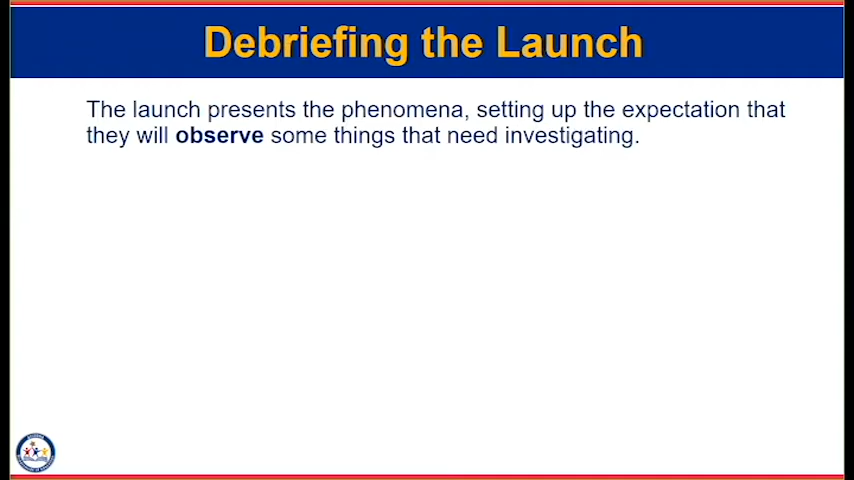 Debriefing the Launch
The launch presents the phenomena, setting up the expectation that
they will observe some things that need investigating.